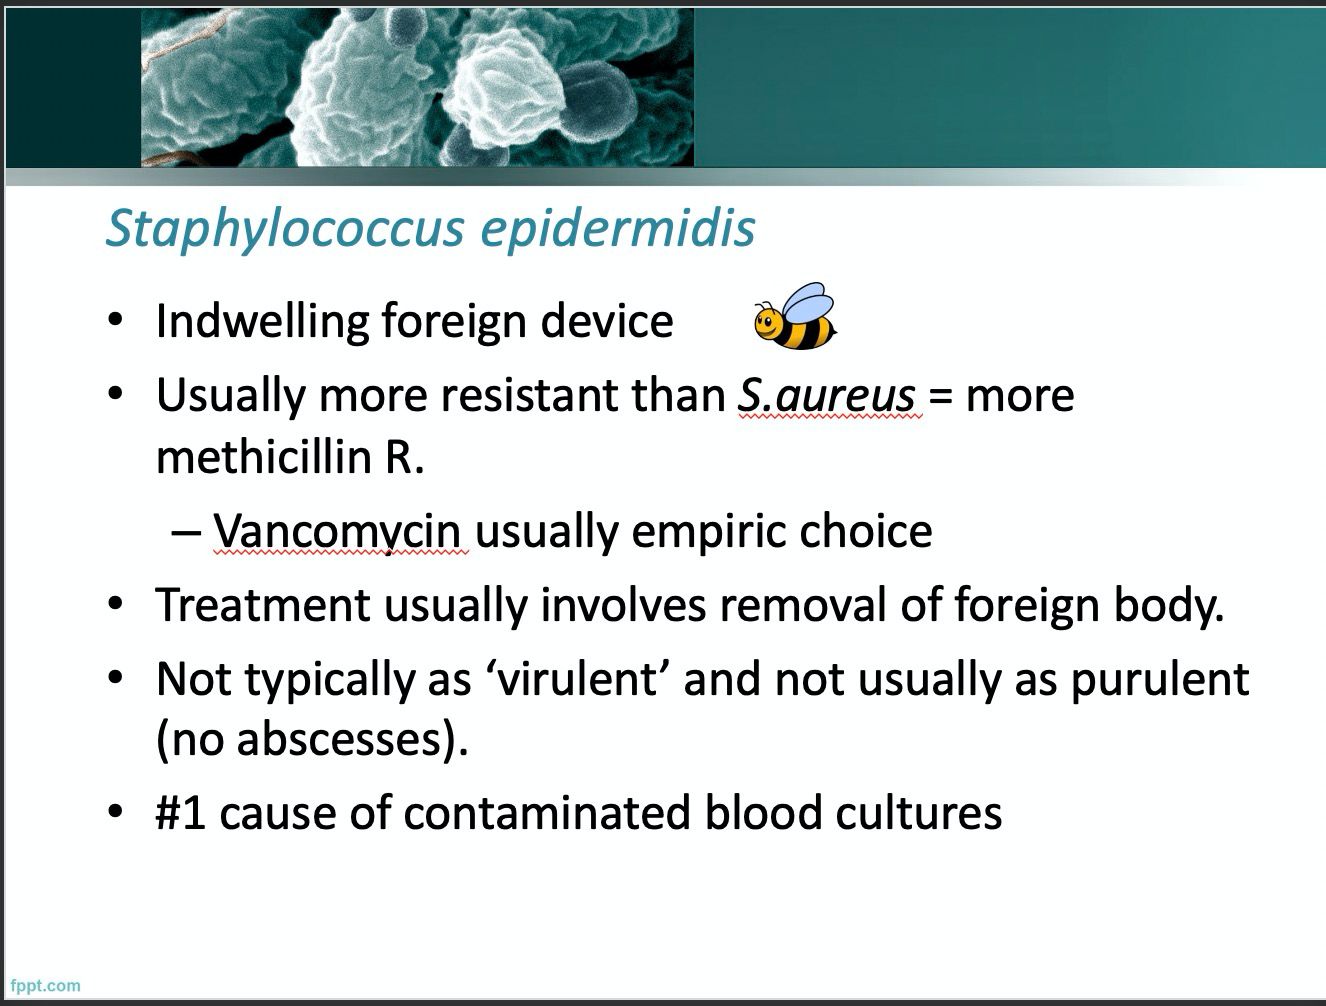 Staphylococcus epidermidis
• Indwelling foreign device
• Usually more resistant than S.aureus = more
methicillin R.
– Vancomycin usually empiric choice
• Treatment usually involves removal of foreign body.
• Not typically as ‘virulent’ and not usually as purulent
(no abscesses).
• #1 cause of contaminated blood cultures
fppt.com